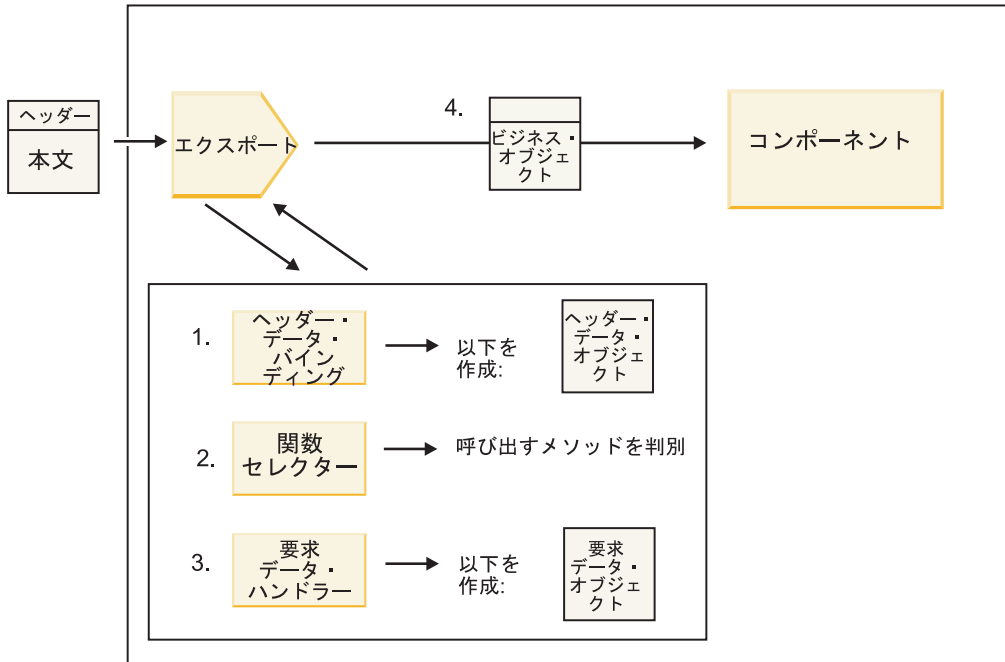 ヘッダー
本文
エクスポート
4.
ビジネス・
オブジェ
クト
コンポーネント
1.
ヘッダー・
データ・
バイン
ディング
以下を
作成:
ヘッダー・
データ・
オブジェ
クト
2.
関数
セレクター
呼び出すメソッドを判別
3.
要求
データ・
ハンドラー
以下を
作成:
要求
データ・
オブジェ
クト